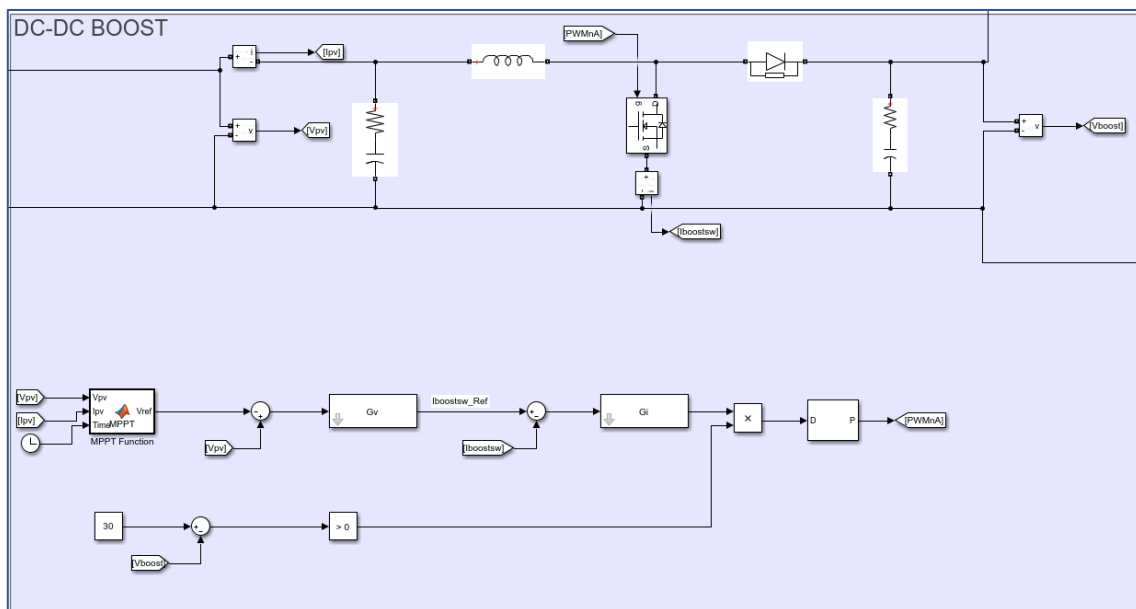 DC-DC BOOST
[PWMnA]
i
[Ipv]
v
[Vpv]
g
D
S
v
[Vboost]
[Iboostsw]
[Vpv]
[Ipv]
Vpv
Ipv
Time
Vref
MPPT
MPPT Function
[Vpv]
Gv
Iboostsw_Ref
[Iboostsw]
Gi
×
D
P
[PWMnA]
30
[Vboost]
> 0